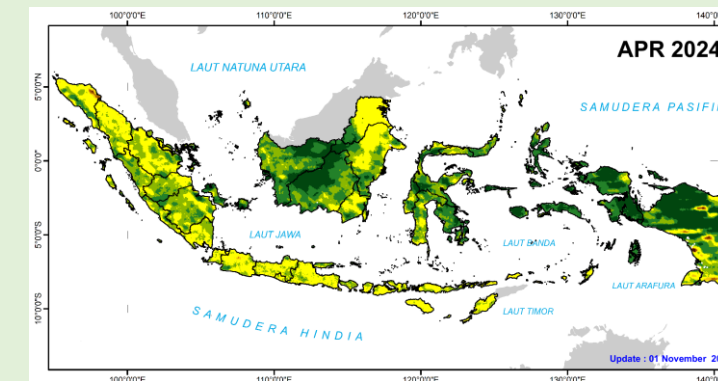 100°0'0"E 110°0'0"E 120°0'0"E 130°0'0"E 140°0'
APR 2024
LAUT NATUNA UTARA
5°0'0"N
SAMUDERA PASIFI
0°0'0"
LAUT JAWA
LAUT BANDA
5°0'0"S
LAUT ARAFURA
SAMUDERA HINDIA
LAUT TIMOR
10°0'0"S
Update : 01 November 20
100°0'0"E 110°0'0"E 120°0'0"E 130°0'0"E 140°0'